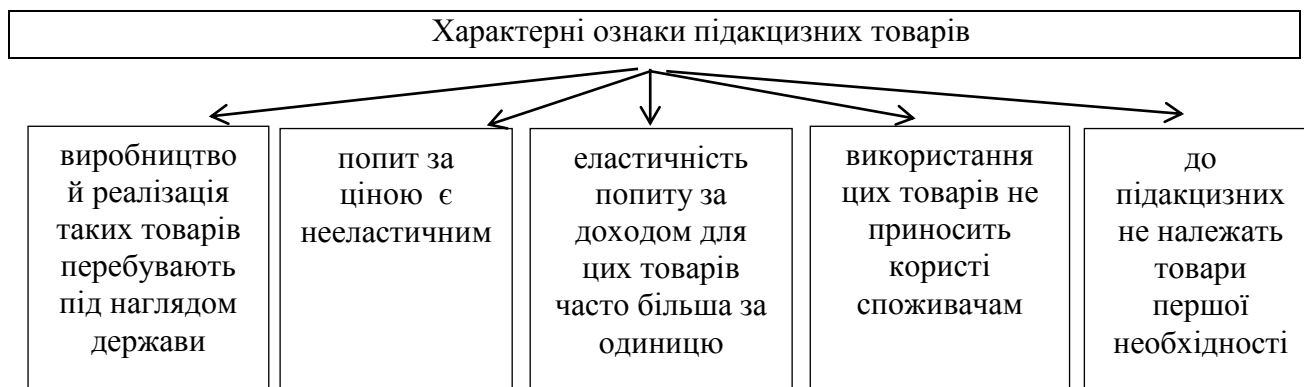 Характерні ознаки підакцизних товарів
виробництво
й реалізація
таких товарів
перебувають
під наглядом
держави
попит за
ціною є
нееластичним
еластичність
попиту за
доходом для
цих товарів
часто більша за
одиницю
використання
цих товарів не
приносить
користі
споживачам
до
підакцизних
не належать
товари
першої
необхідності